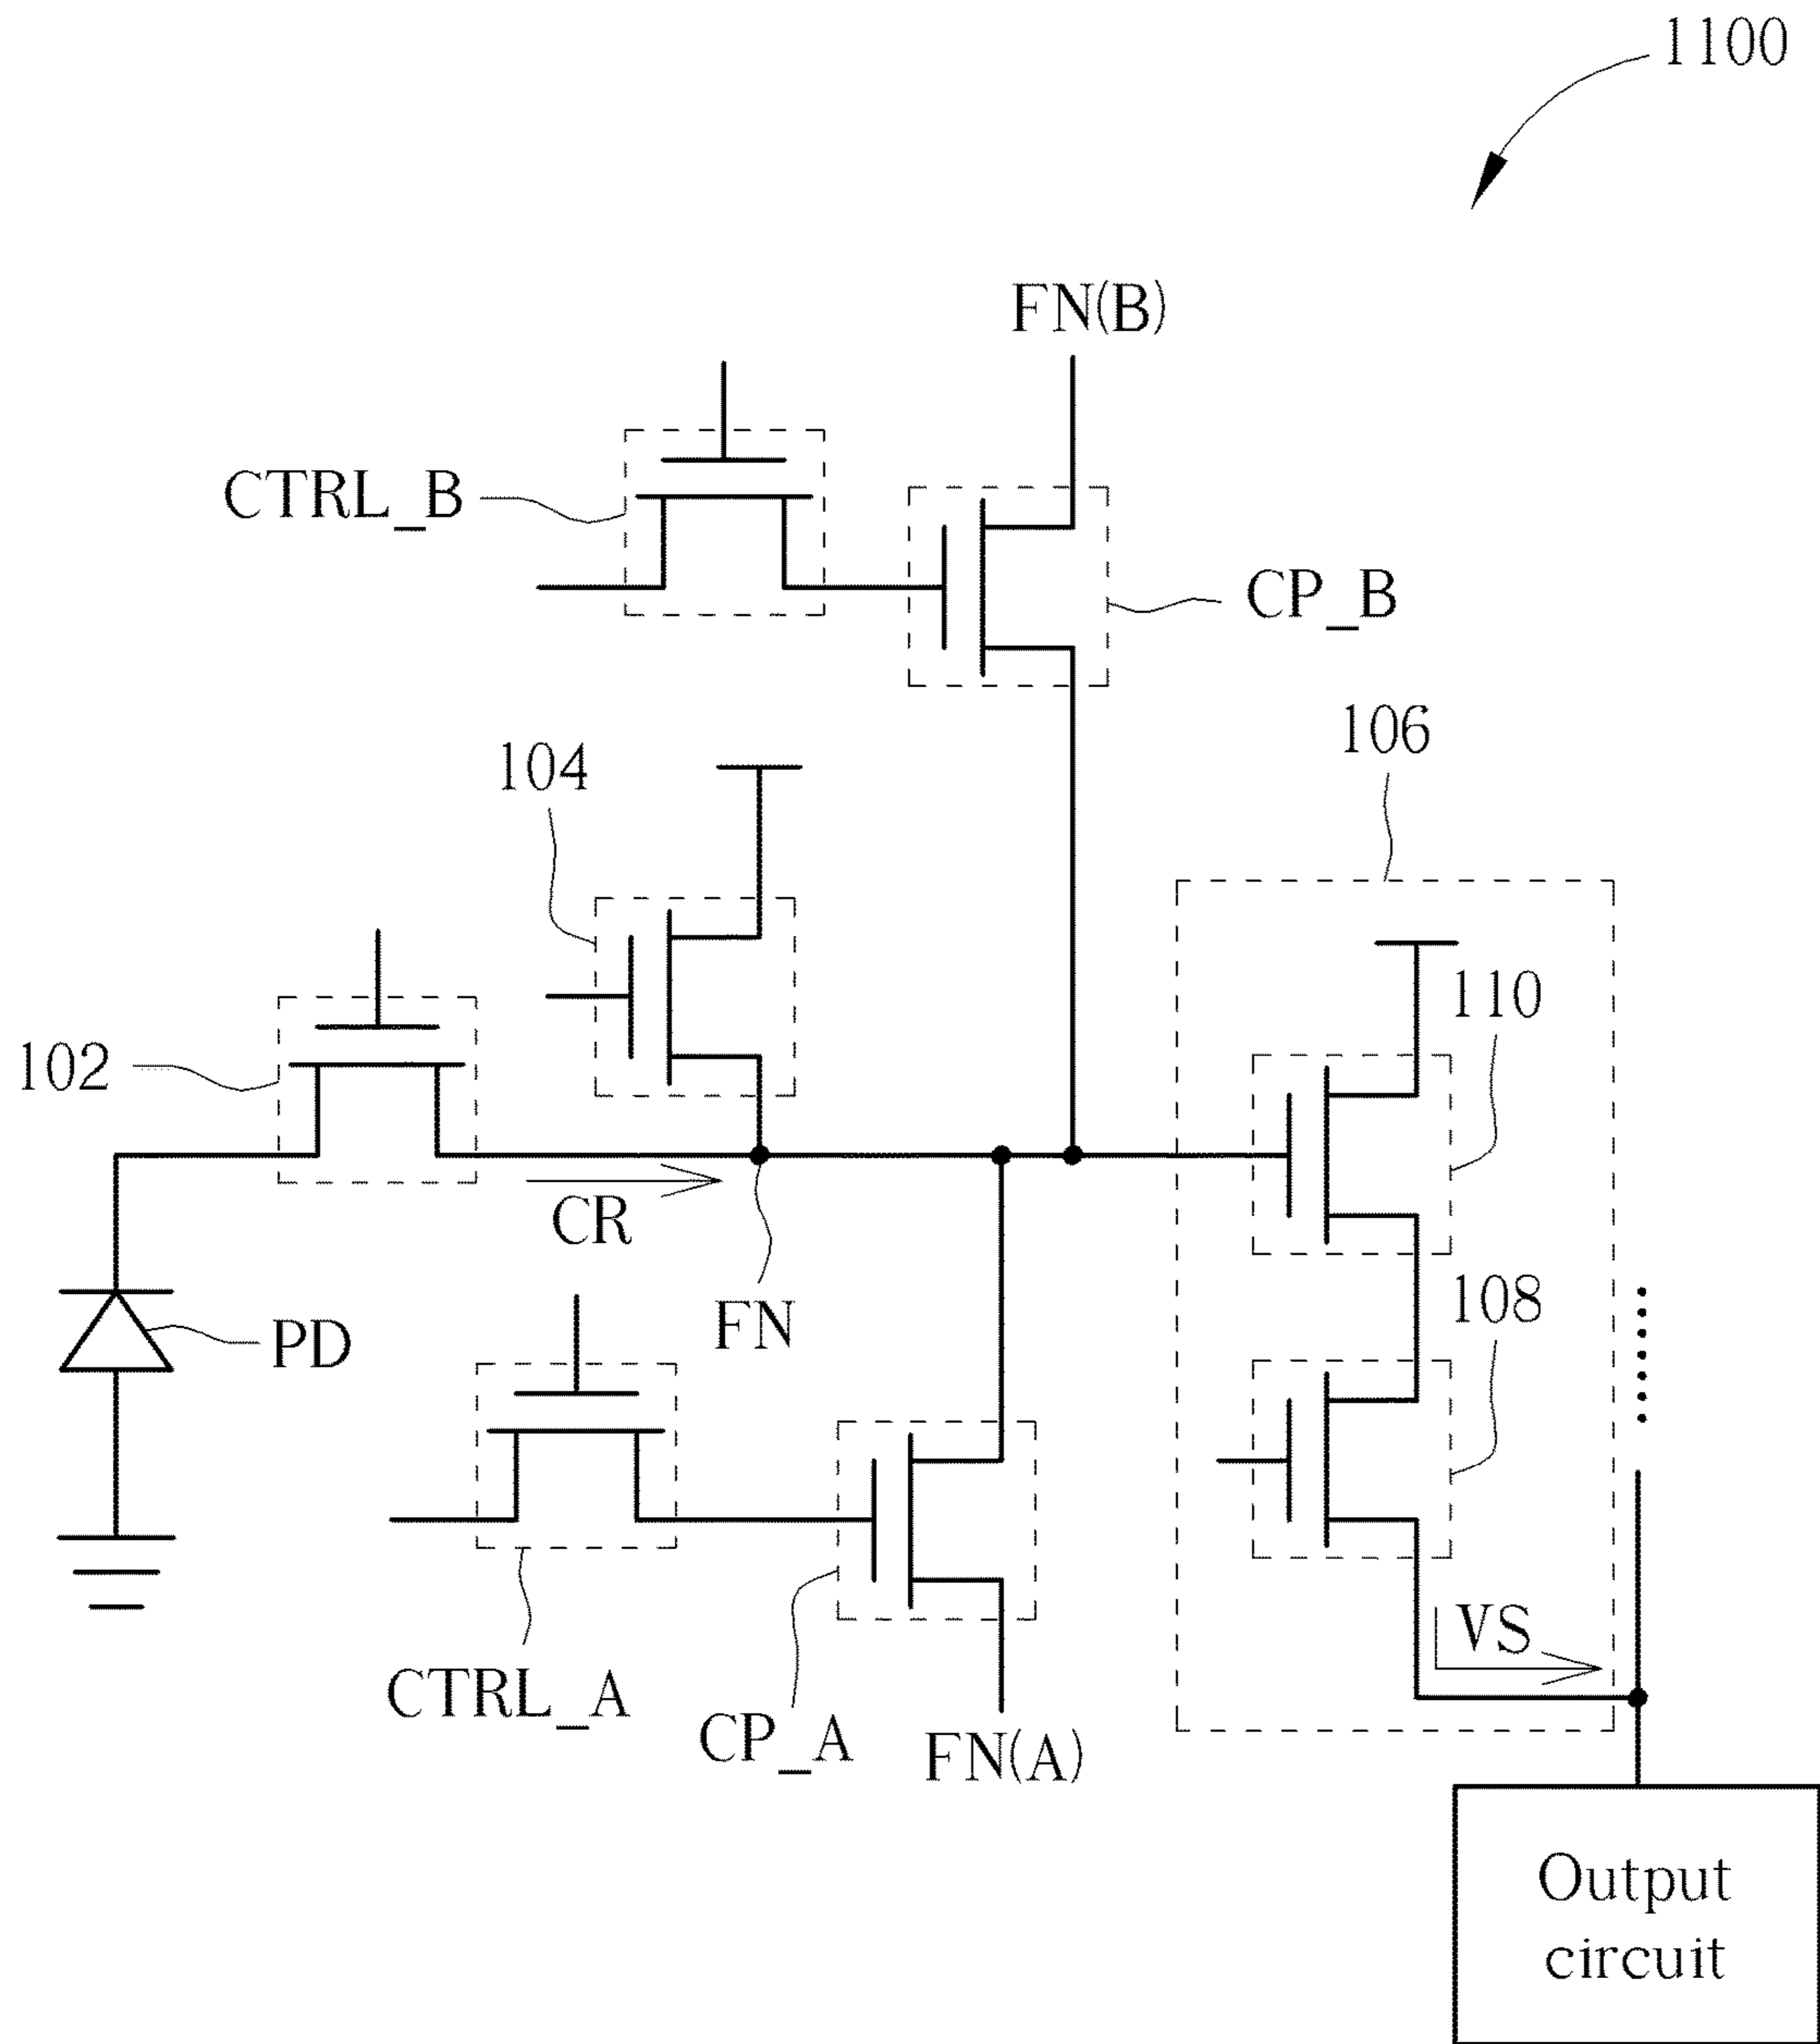 1100
FN(B)
CTRL_B
CP_B
106
104
110
102
CR
108
FN
PD
VS
CTRL_A
CP_A
FN(A)
Output
circuit